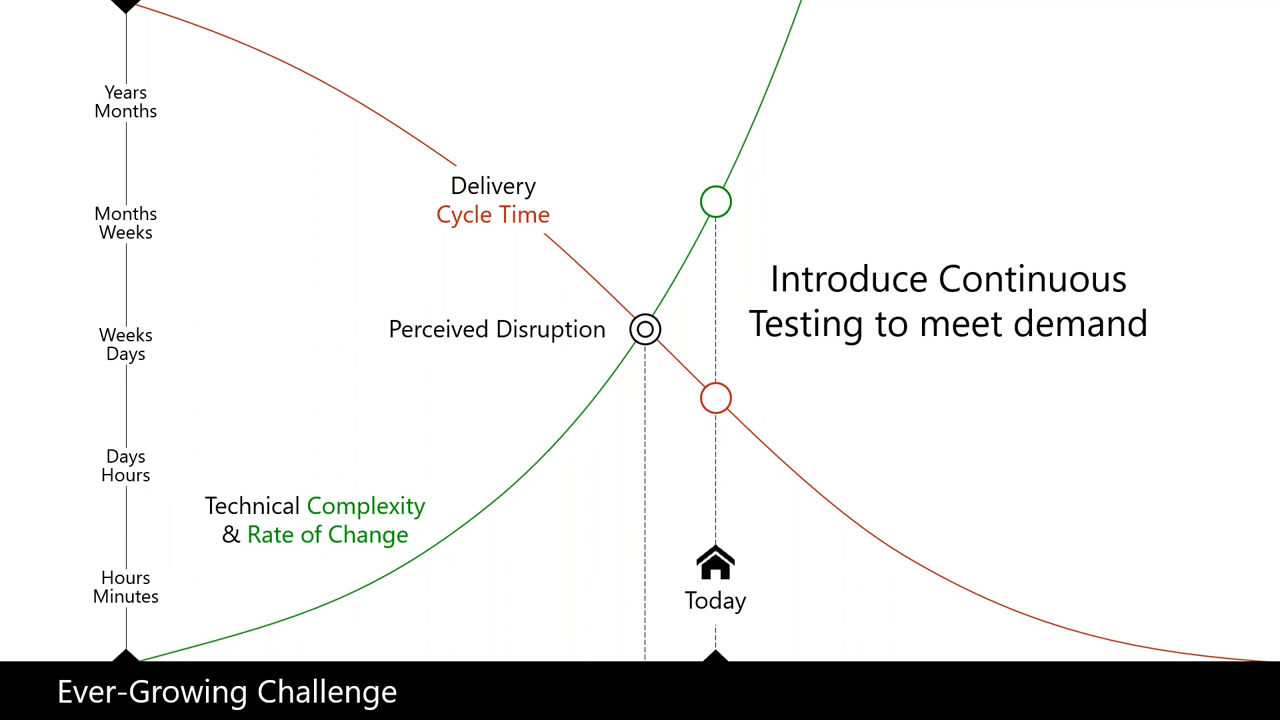 Years
Months
Months
Weeks
Weeks
Days
Days
Hours
Hours
Minutes
Delivery
Cycle Time
Perceived Disruption
Technical Complexity
& Rate of Change
Introduce Continuous
Testing to meet demand
Today
Ever-Growing Challenge